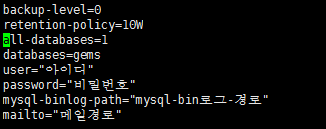 backup-level=0
retention-policy=10W
all-databases=1
databases=gems
user="아이디"
password="비밀번호"
mysql-binlog-path="mysql-bin로그-경로"
mailto="메일경로"